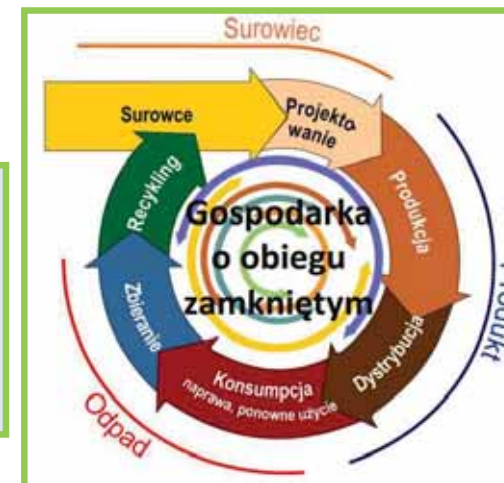 Surowiec
Surowce
Projekto-
wanie
Produkcja
Produkt
Dystrybucja
Konsumpcja
naprawa, ponowne użycie
Odpad
Zbieranie
Recykling
Gospodarka
o obiegu
zamkniętym